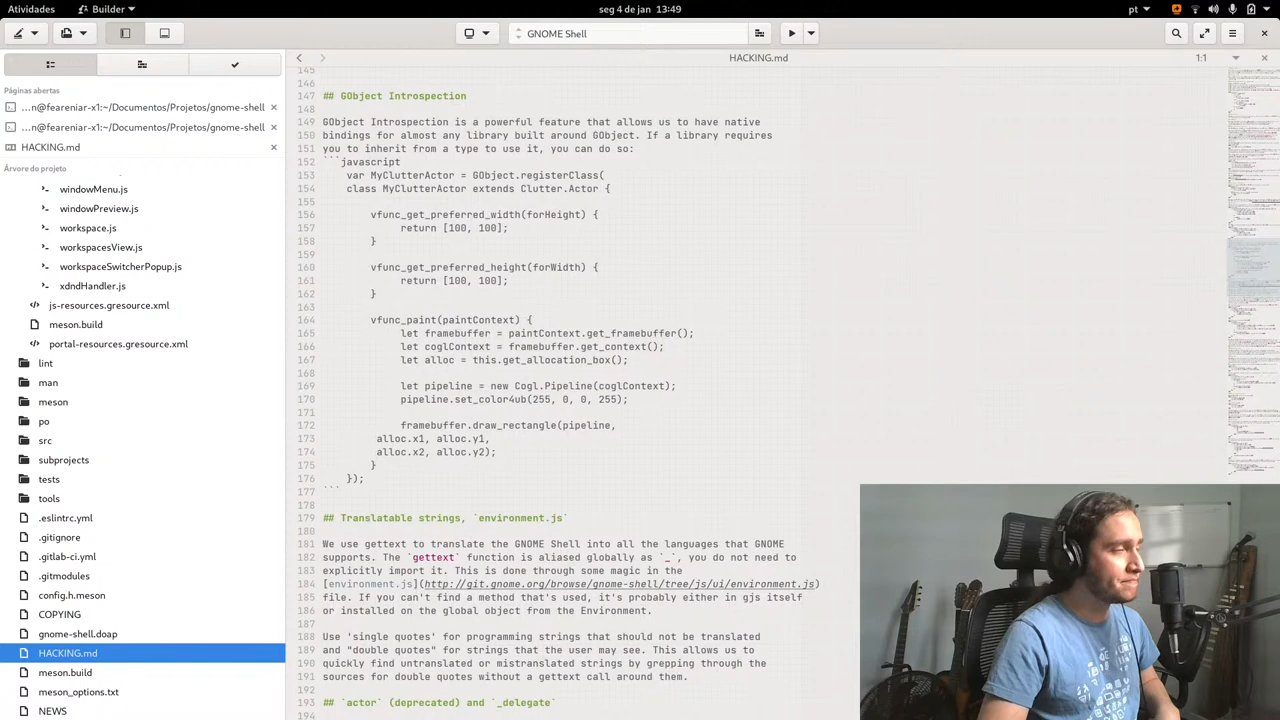 Atividades
Builder
seg 4 de jan  13:49
pt
GNOME Shell
HACKING.md
1:1
Páginas abertas
…n@feareniar-x1:~/Documentos/Projetos/gnome-shell
…n@feareniar-x1:~/Documentos/Projetos/gnome-shell
HACKING.md
Árvore do projeto
windowMenu.js
windowPreview.js
workspace.js
workspacesView.js
workspaceSwitcherPopup.js
xdndHandler.js
js-resources.gresource.xml
meson.build
portal-resources.gresource.xml
lint
man
meson
po
src
subprojects
tests
tools
.eslintrc.yml
.gitignore
.gitlab-ci.yml
.gitmodules
config.h.meson
COPYING
gnome-shell.doap
HACKING.md
meson.build
meson_options.txt
NEWS
145
146
147 ## GObject Introspection
148
149 GObject Introspection is a powerful feature that allows us to have native
150 bindings for almost any library built around GObject. If a library requires
151 you to inherit from a type to use it, you can do so:
152 ```javascript
153     var MyClutterActor = GObject.registerClass(
154     class MyClutterActor extends Clutter.Actor {
155
156         vfunc_get_preferred_width(forHeight) {
157              return [100, 100];
158         }
159
160         vfunc_get_preferred_height(forWidth) {
161              return [100, 100];
162         }
163
164         vfunc_paint(paintContext) {
165              let framebuffer = paintContext.get_framebuffer();
166              let coglContext = framebuffer.get_context();
167              let alloc = this.get_allocation_box();
168
169              let pipeline = new Cogl.Pipeline(coglContext);
170              pipeline.set_color4ub(255, 0, 0, 255);
171
172              framebuffer.draw_rectangle(pipeline,
173          alloc.x1, alloc.y1,
174          alloc.x2, alloc.y2);
175         }
176     });
177 ```
178
179 ## Translatable strings, `environment.js`
180
181 We use gettext to translate the GNOME Shell into all the languages that GNOME
182 supports. The `gettext` function is aliased globally as `_`, you do not need to
183 explicitly import it. This is done through some magic in the
184 [environment.js](http://git.gnome.org/browse/gnome-shell/tree/js/ui/environment.js)
185 file. If you can't find a method that's used, it's probably either in gjs itself
186 or installed on the global object from the Environment.
187
188 Use 'single quotes' for programming strings that should not be translated
189 and "double quotes" for strings that the user may see. This allows us to
190 quickly find untranslated or mistranslated strings by grepping through the
191 sources for double quotes without a gettext call around them.
192
193 ## `actor` (deprecated) and `_delegate`
194